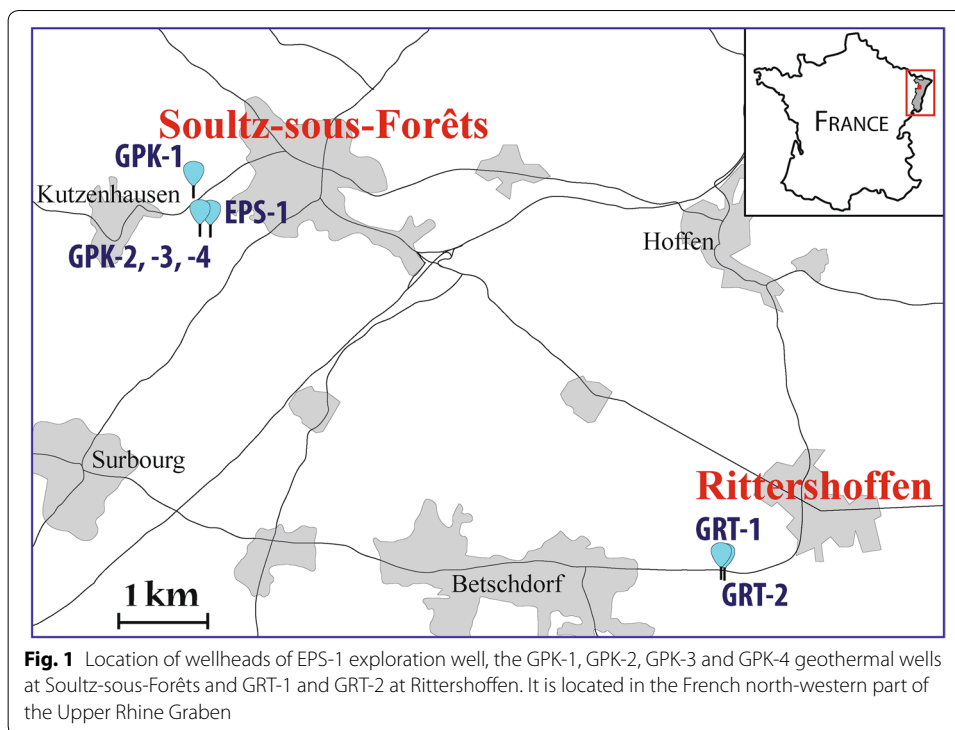 FRANCE
Soultz-sous-Forêts
GPK-1
Kutzenhausen
EPS-1
GPK-2, -3, -4
Hoffen
Surbourg
Rittershoffen
GRT-1
Betschdorf
GRT-2
1 km
Fig. 1 Location of wellheads of EPS-1 exploration well, the GPK-1, GPK-2, GPK-3 and GPK-4 geothermal wells
at Soultz-sous-Forêts and GRT-1 and GRT-2 at Rittershoffen. It is located in the French north-western part of
the Upper Rhine Graben